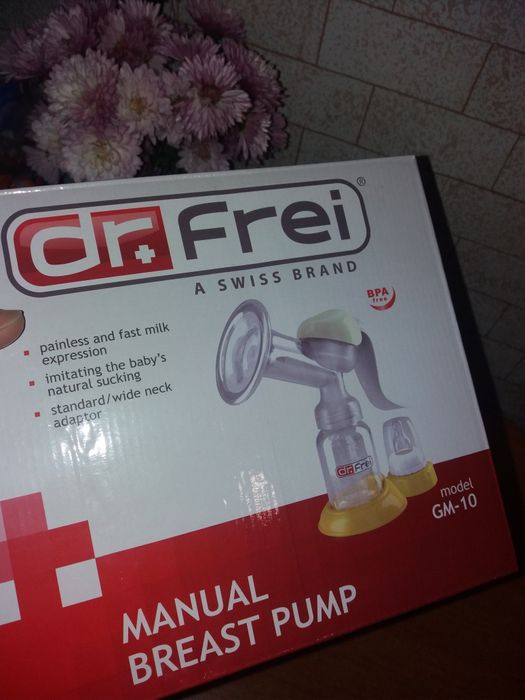 dr.Frei®
A SWISS BRAND
BPA
free
painless and fast milk
expression
imitating the baby's
natural sucking
standard/wide neck
adaptor
dr.Frei
model
GM-10
MANUAL
BREAST PUMP